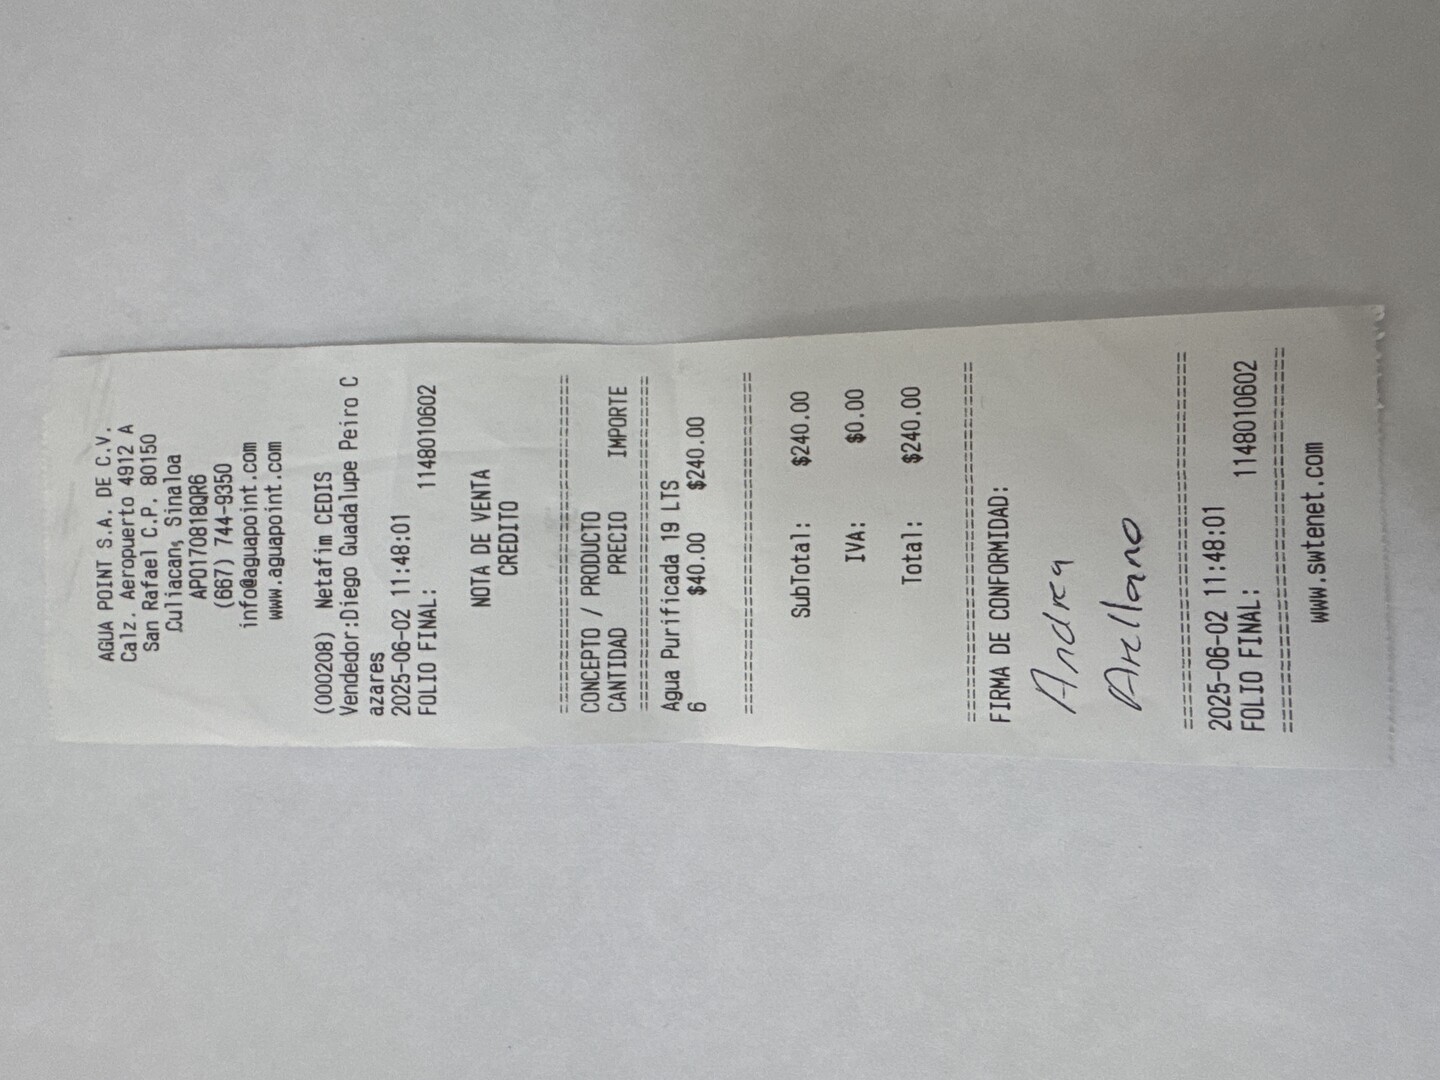 AGUA POINT S.A. DE C.V.
Calz. Aeropuerto 4912 A
San Rafael C.P. 80150
Culiacan, Sinaloa
APO170818QR6
(667) 744-9350
info@aguapoint.com
www.aguapoint.com
(000208) Netafim CEDIS
Vendedor:Diego Guadalupe Peiro C
azares
2025-06-02 11:48:01
FOLIO FINAL: 1148010602
NOTA DE VENTA
CREDITO
================================
CONCEPTO / PRODUCTO
CANTIDAD PRECIO IMPORTE
================================
Agua Purificada 19 LTS
6 $40.00 $240.00
================================
SubTotal: $240.00
IVA: $0.00
Total: $240.00
================================
FIRMA DE CONFORMIDAD:
Andrea
Arellano
================================
2025-06-02 11:48:01
FOLIO FINAL: 1148010602
================================
www.swtenet.com